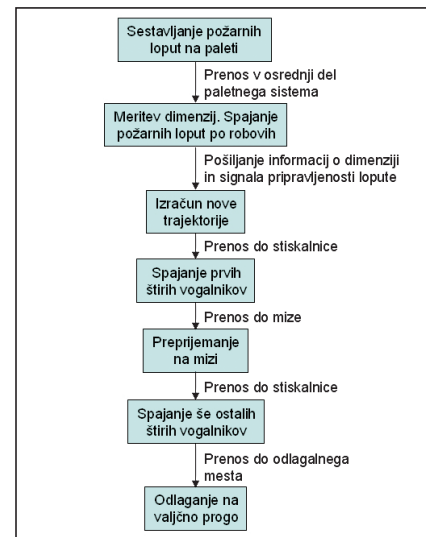 Sestavljanje požarnih
loput na paleti
Prenos v osrednji del
paletnega sistema
Meritev dimenzij. Spajanje
požarnih loput po robovih
Pošiljanje informacij o dimenziji
in signala pripravljenosti lopute
Izračun nove
trajektorije
Prenos do stiskalnice
Spajanje prvih
štirih vogalnikov
Prenos do mize
Preprijemanje
na mizi
Prenos do stiskalnice
Spajanje še ostalih
štirih vogalnikov
Prenos do odlagalnega
mesta
Odlaganje na
valjčno progo